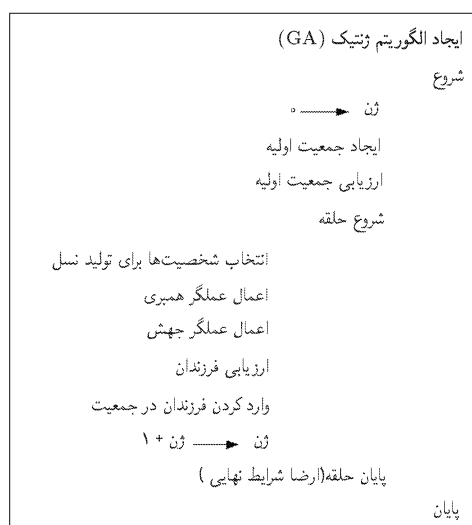 ایجاد الگوریتم ژنتیک (GA)
شروع
ژن ⟶ ۰
ایجاد جمعیت اولیه
ارزیابی جمعیت اولیه
شروع حلقه
انتخاب شخصیت‌ها برای تولید نسل
اعمال عملگر همبری
اعمال عملگر جهش
ارزیابی فرزندان
وارد کردن فرزندان در جمعیت
ژن ⟶ ژن + ۱
پایان حلقه(ارضا شرایط نهایی )
پایان